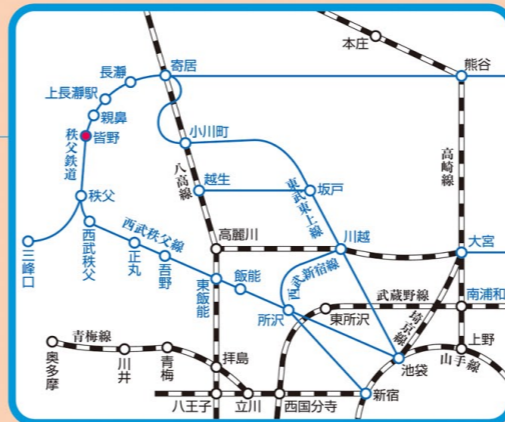 本庄
熊谷
長瀞
寄居
上長瀞駅
親鼻
皆野
秩父鉄道
小川町
八高線
越生
坂戸
東武東上線
高崎線
秩父
西武秩父
西武秩父線
正丸
吾野
三峰口
高麗川
川越
大宮
東飯能
飯能
西武新宿線
所沢
東所沢
武蔵野線
南浦和
埼京線
上野
山手線
池袋
青梅線
奥多摩
川井
青梅
拝島
八王子
立川
西国分寺
新宿